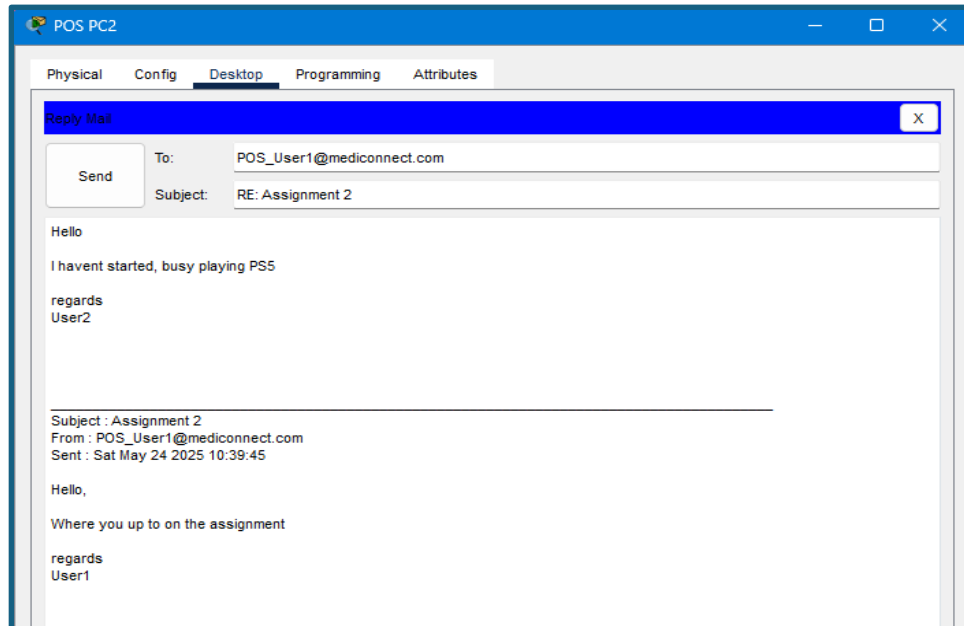 POS PC2
Physical Config Desktop Programming Attributes
Reply Mail
X
Send
To: POS_User1@mediconnect.com
Subject: RE: Assignment 2
Hello
I havent started, busy playing PS5
regards
User2
Subject : Assignment 2
From : POS_User1@mediconnect.com
Sent : Sat May 24 2025 10:39:45
Hello,
Where you up to on the assignment
regards
User1